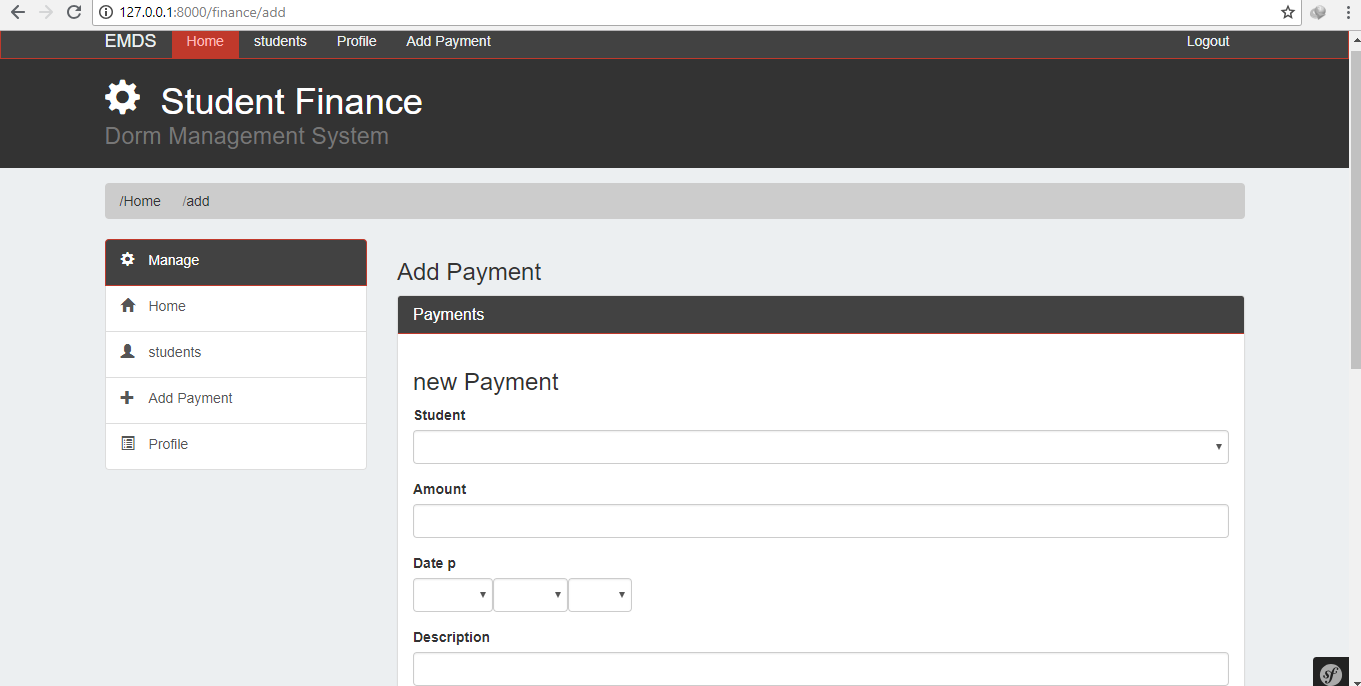 127.0.0.1:8000/finance/add
EMDS Home students Profile Add Payment Logout
Student Finance
Dorm Management System
/Home /add
Manage
Home
students
Add Payment
Profile
Add Payment
Payments
new Payment
Student
Amount
Date p
Description
sf